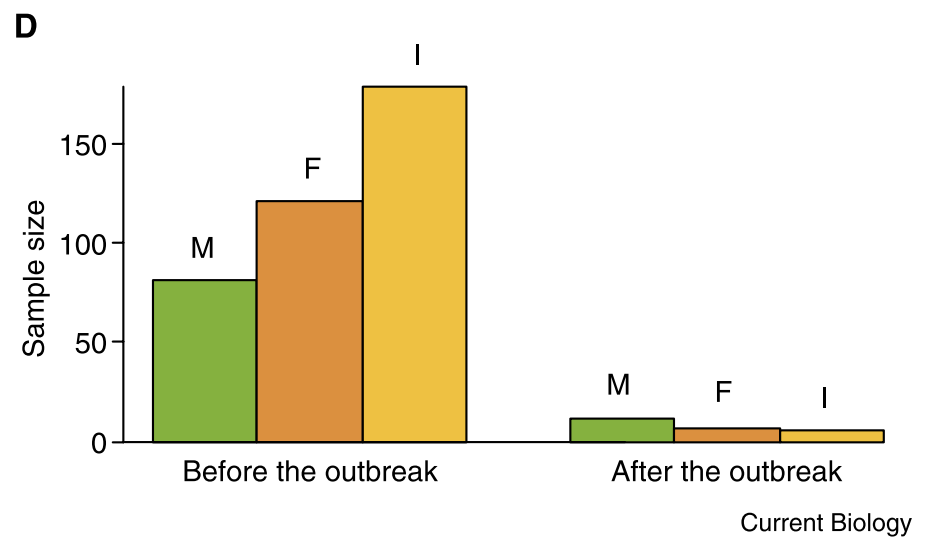 D
I
150
F
M
100
Sample size
50
M
F
I
0
Before the outbreak
After the outbreak
Current Biology